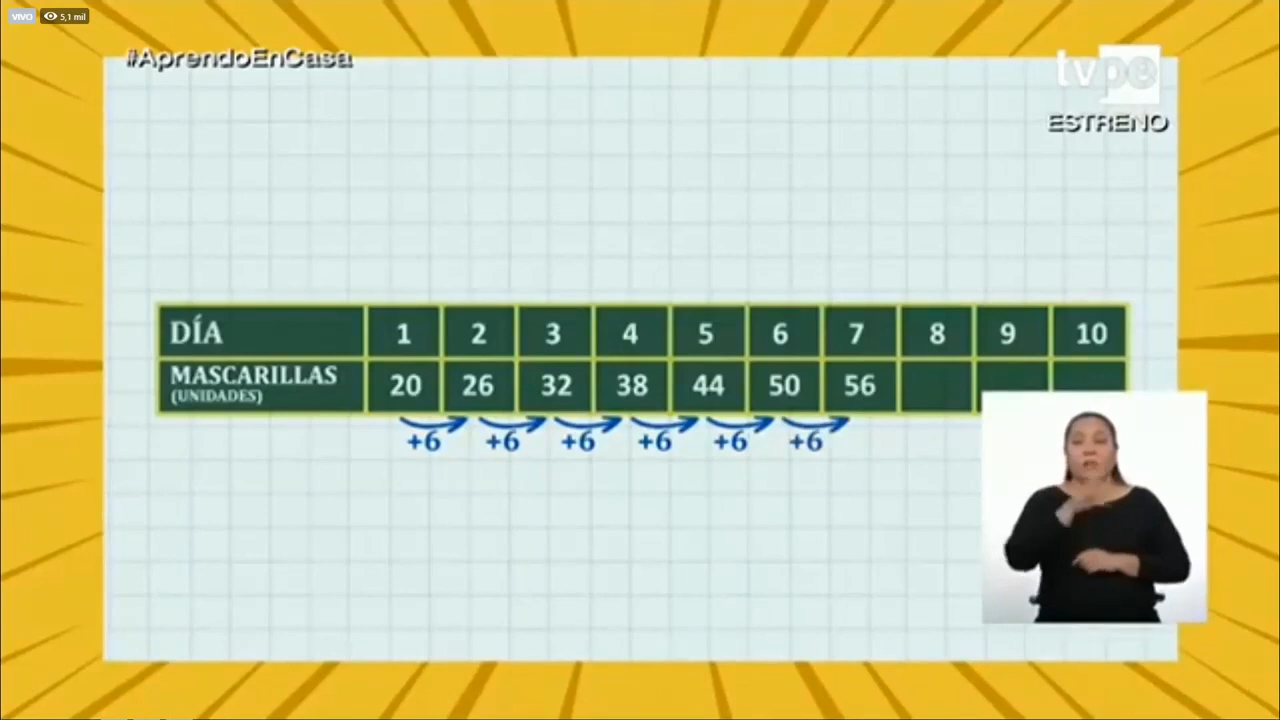 VIVO 5,1 mil
#AprendoEnCasa
tvpe
ESTRENO
DÍA 1 2 3 4 5 6 7 8 9 10
MASCARILLAS 20 26 32 38 44 50 56
(UNIDADES)
+6 +6 +6 +6 +6 +6